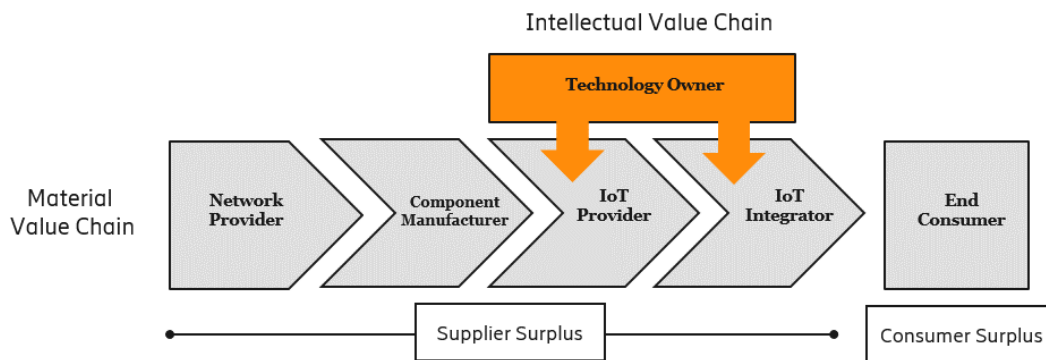 Intellectual Value Chain
Technology Owner
Material
Value Chain
Network
Provider
Component
Manufacturer
IoT
Provider
IoT
Integrator
End
Consumer
Supplier Surplus
Consumer Surplus